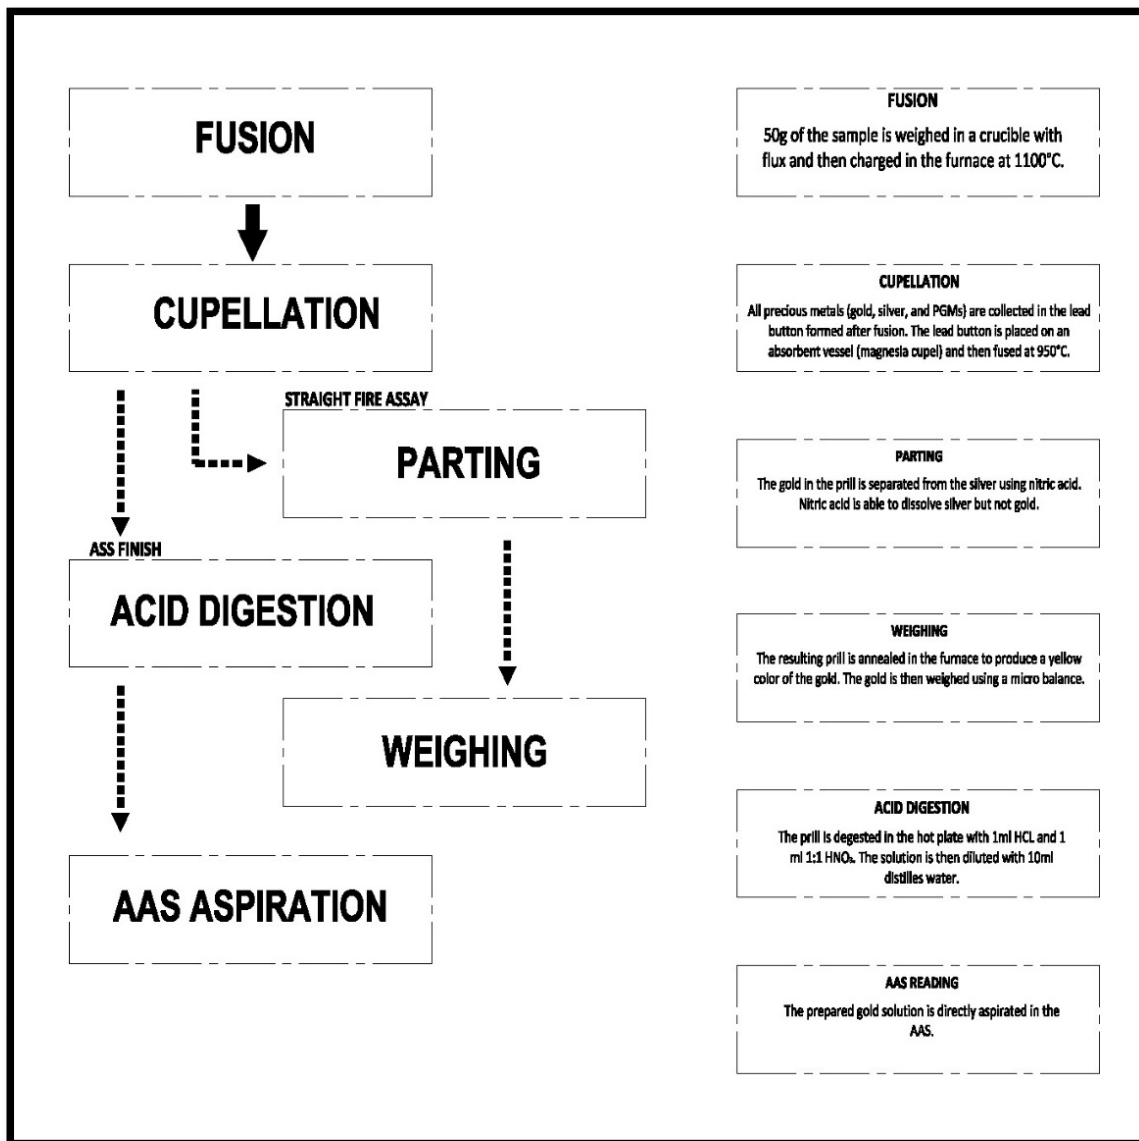 FUSION
CUPELLATION
STRAIGHT FIRE ASSAY
PARTING
ASS FINISH
ACID DIGESTION
WEIGHING
AAS ASPIRATION
FUSION
50g of the sample is weighed in a crucible with
flux and then charged in the furnace at 1100°C.
CUPELLATION
All precious metals (gold, silver, and PGMs) are collected in the lead
button formed after fusion. The lead button is placed on an
absorbent vessel (magnesia cupel) and then fused at 950°C.
PARTING
The gold in the prill is separated from the silver using nitric acid.
Nitric acid is able to dissolve silver but not gold.
WEIGHING
The resulting prill is annealed in the furnace to produce a yellow
color of the gold. The gold is then weighed using a micro balance.
ACID DIGESTION
The prill is degested in the hot plate with 1ml HCL and 1
ml 1:1 HNO₃. The solution is then diluted with 10ml
distilles water.
AAS READING
The prepared gold solution is directly aspirated in the
AAS.